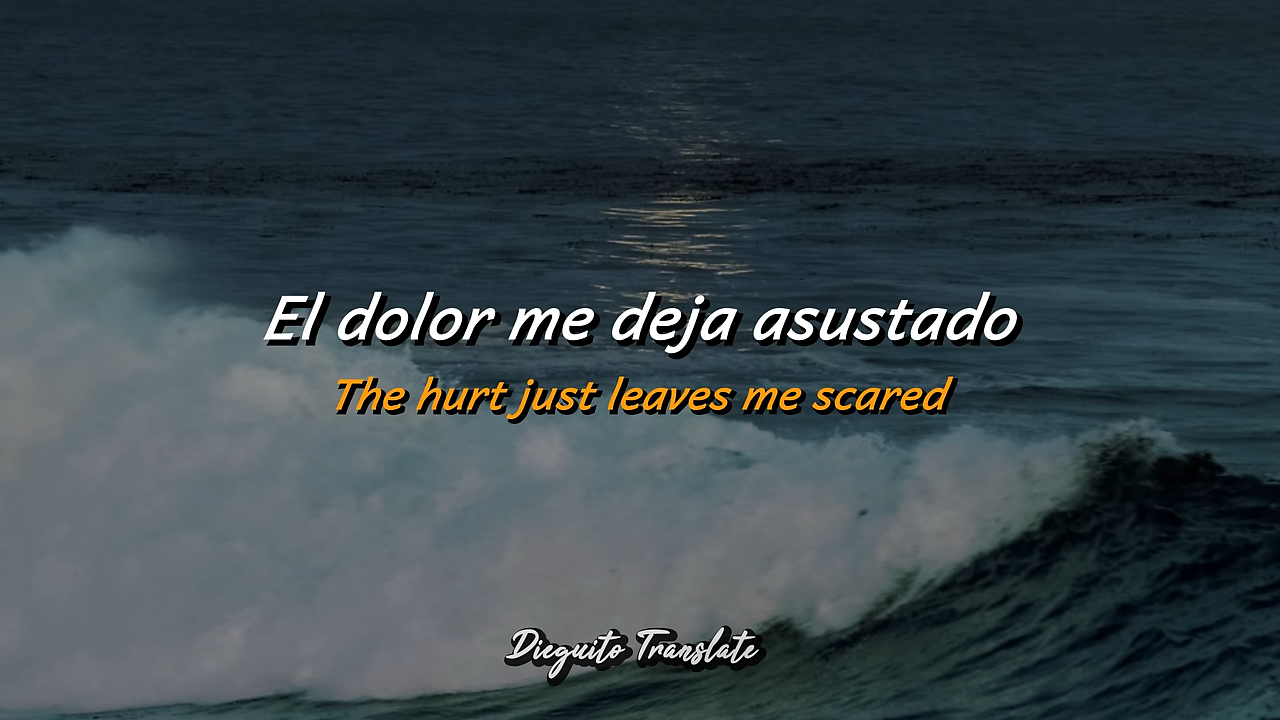 El dolor me deja asustado
The hurt just leaves me scared
Dieguito Translate